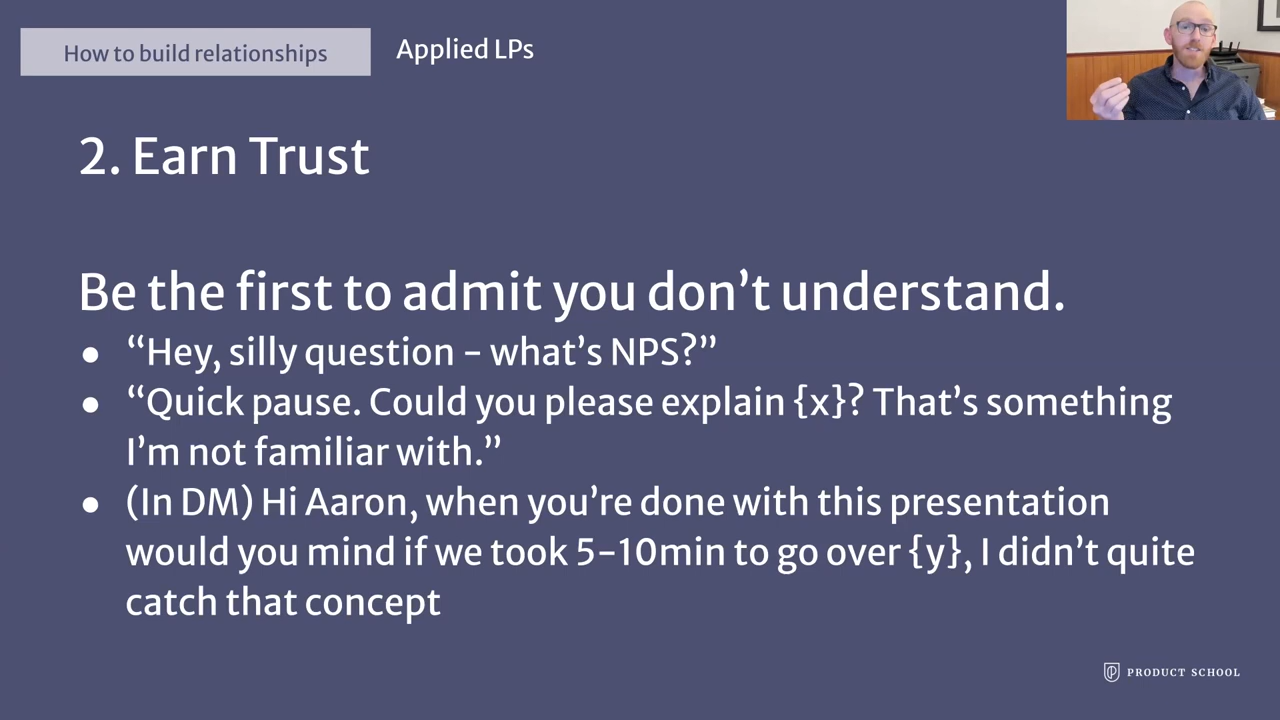 How to build relationships
Applied LPs
2. Earn Trust
Be the first to admit you don’t understand.
● “Hey, silly question – what’s NPS?”
● “Quick pause. Could you please explain {x}? That’s something
I’m not familiar with.”
● (In DM) Hi Aaron, when you’re done with this presentation
would you mind if we took 5–10min to go over {y}, I didn’t quite
catch that concept
PRODUCT SCHOOL